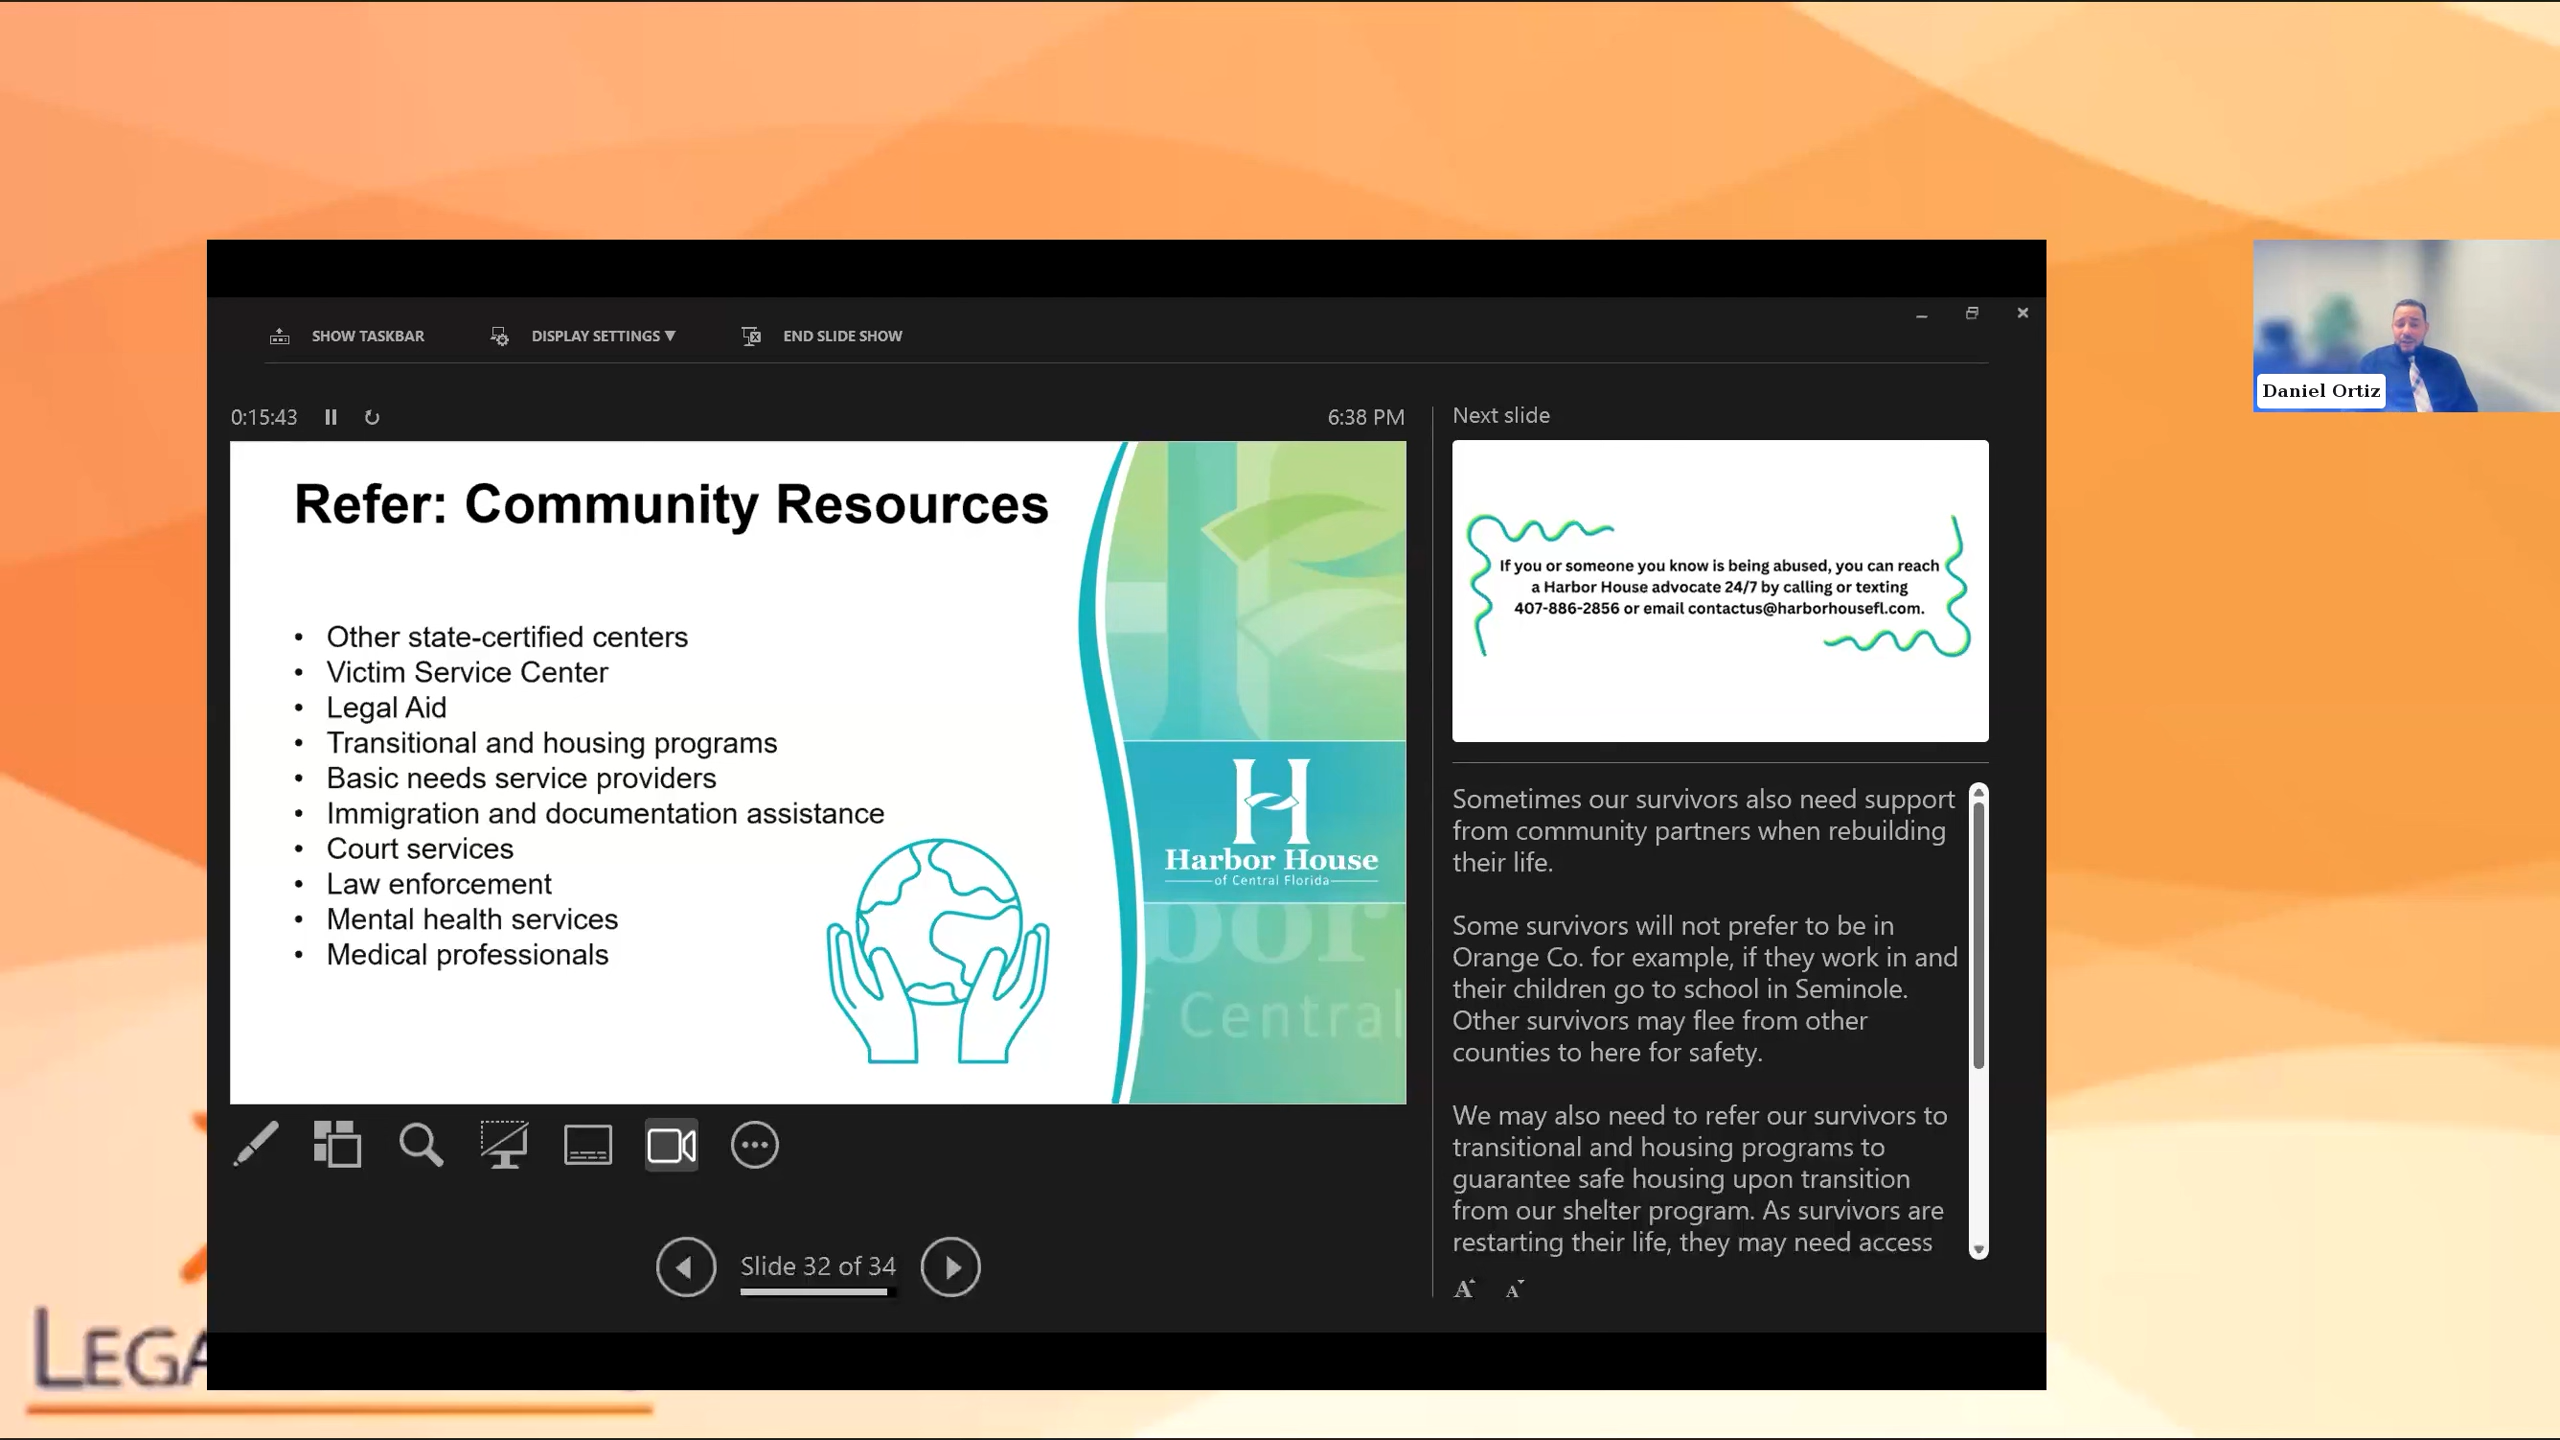 SHOW TASKBAR
DISPLAY SETTINGS ▼
END SLIDE SHOW
0:15:43
6:38 PM
Refer: Community Resources
• Other state-certified centers
• Victim Service Center
• Legal Aid
• Transitional and housing programs
• Basic needs service providers
• Immigration and documentation assistance
• Court services
• Law enforcement
• Mental health services
• Medical professionals
H
Harbor House
of Central Florida
bor
f Central
Slide 32 of 34
Next slide
If you or someone you know is being abused, you can reach
a Harbor House advocate 24/7 by calling or texting
407-886-2856 or email contactus@harborhousefl.com.
Sometimes our survivors also need support
from community partners when rebuilding
their life.
Some survivors will not prefer to be in
Orange Co. for example, if they work in and
their children go to school in Seminole.
Other survivors may flee from other
counties to here for safety.
We may also need to refer our survivors to
transitional and housing programs to
guarantee safe housing upon transition
from our shelter program. As survivors are
restarting their life, they may need access
A A
Daniel Ortiz
LEGA